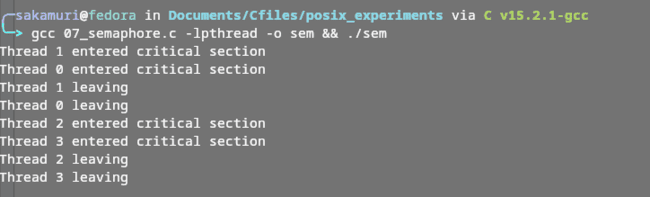 sakamuri@fedora in Documents/Cfiles/posix_experiments via C v15.2.1-gcc
> gcc 07_semaphore.c -lpthread -o sem && ./sem
Thread 1 entered critical section
Thread 0 entered critical section
Thread 1 leaving
Thread 0 leaving
Thread 2 entered critical section
Thread 3 entered critical section
Thread 2 leaving
Thread 3 leaving